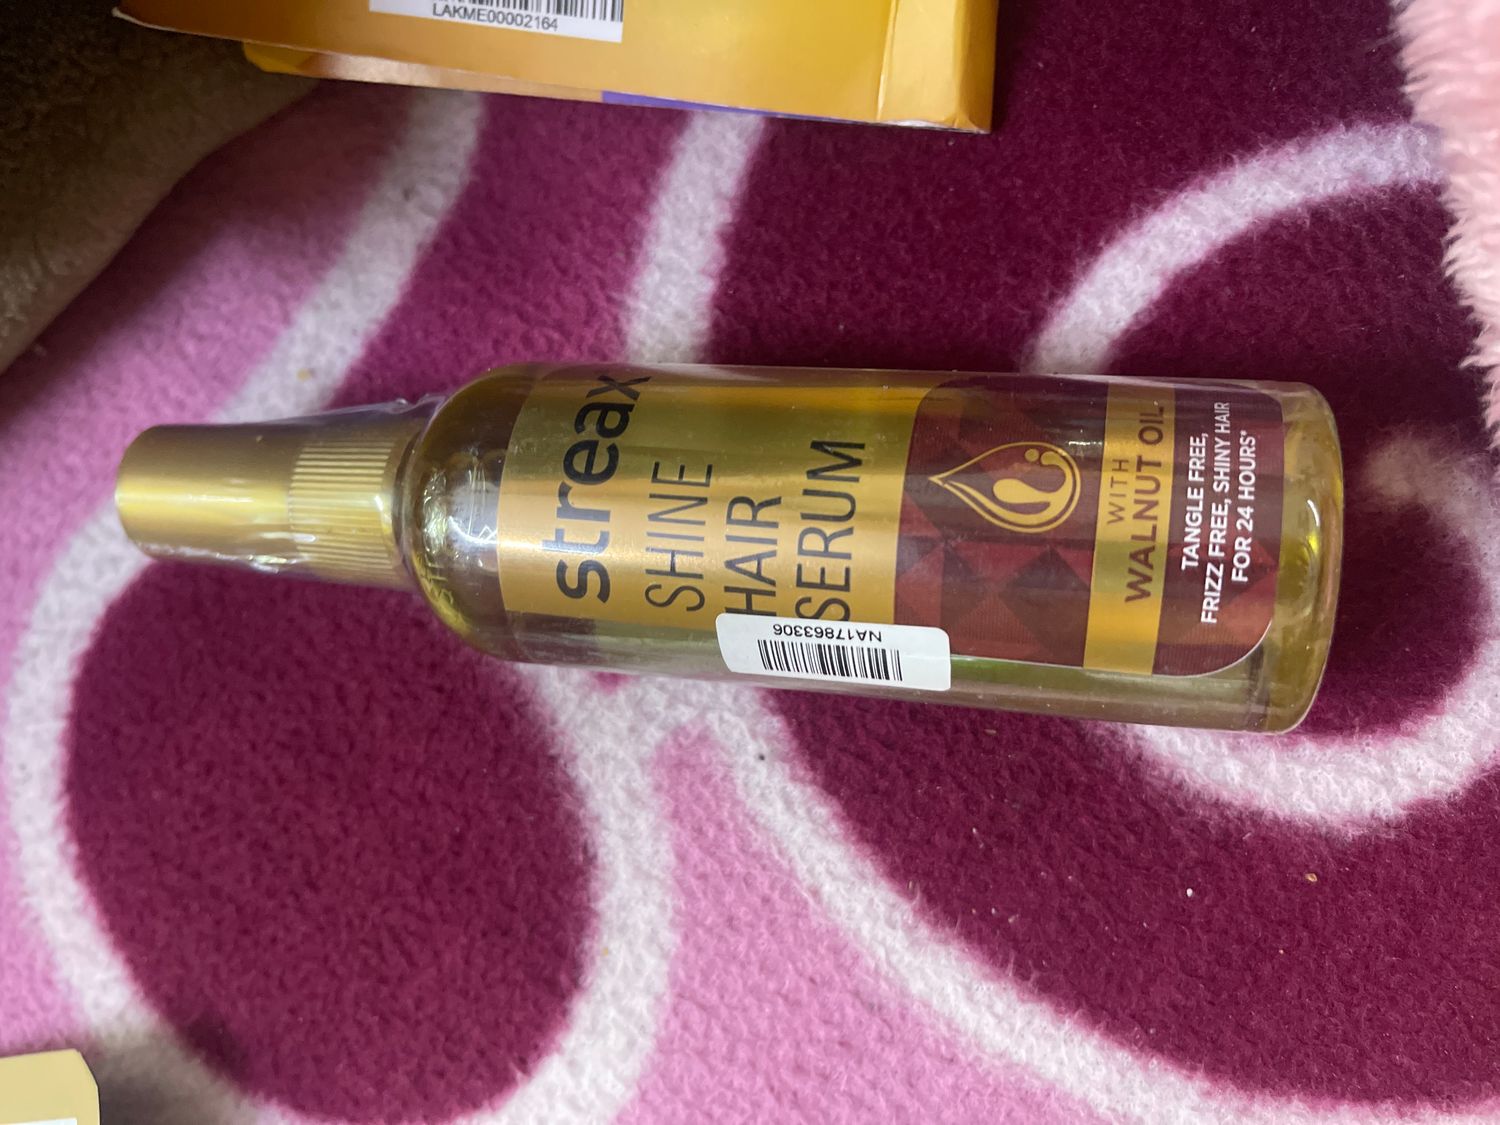 LAKME00002164
streax
SHINE
HAIR
SERUM
WITH
WALNUT OIL
TANGLE FREE,
FRIZZ FREE, SHINY HAIR
FOR 24 HOURS*
NA17863306